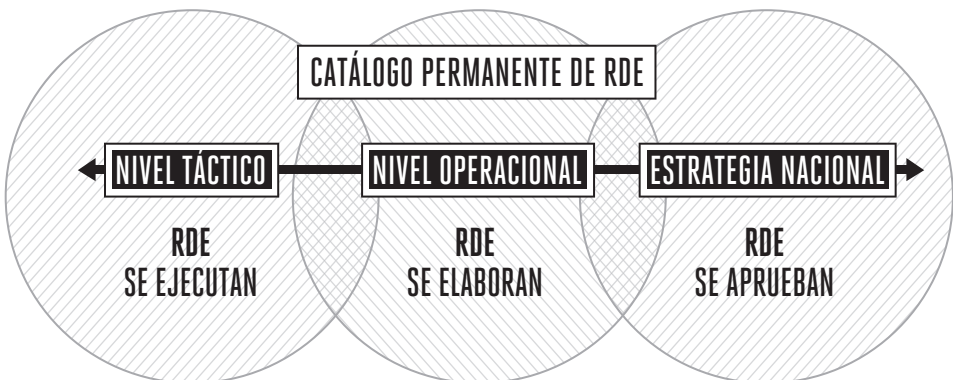 CATÁLOGO PERMANENTE DE RDE
NIVEL TÁCTICO
NIVEL OPERACIONAL
ESTRATEGIA NACIONAL
RDE
SE EJECUTAN
RDE
SE ELABORAN
RDE
SE APRUEBAN